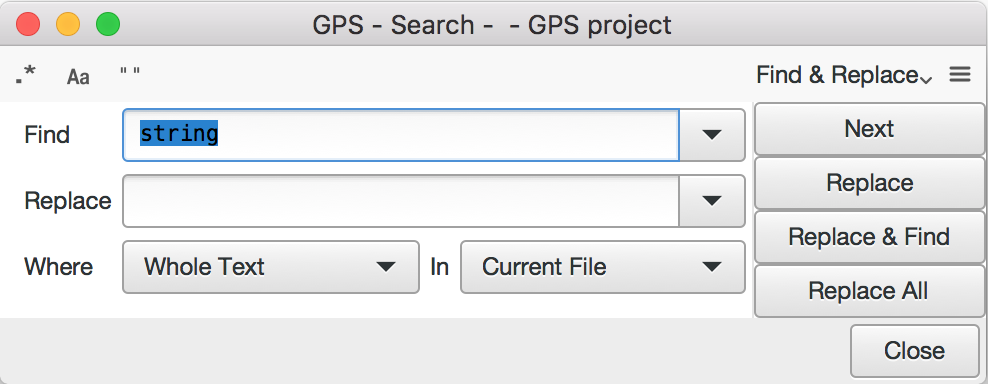 GPS - Search -  - GPS project
.* Aa "" Find & Replace
Find string Next
Replace Replace
Replace & Find
Where Whole Text In Current File
Replace All
Close